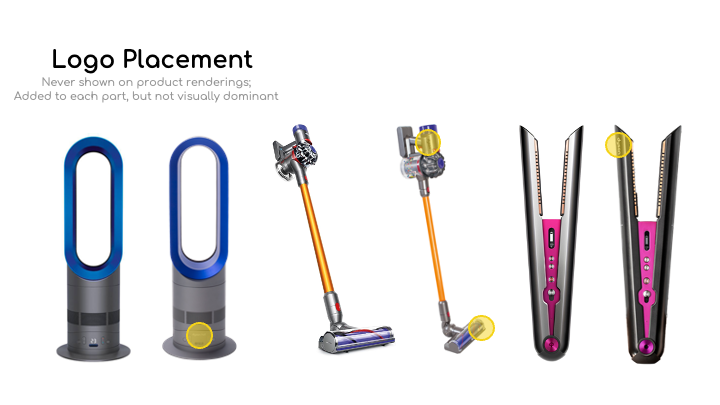 Logo Placement
Never shown on product renderings;
Added to each part, but not visually dominant